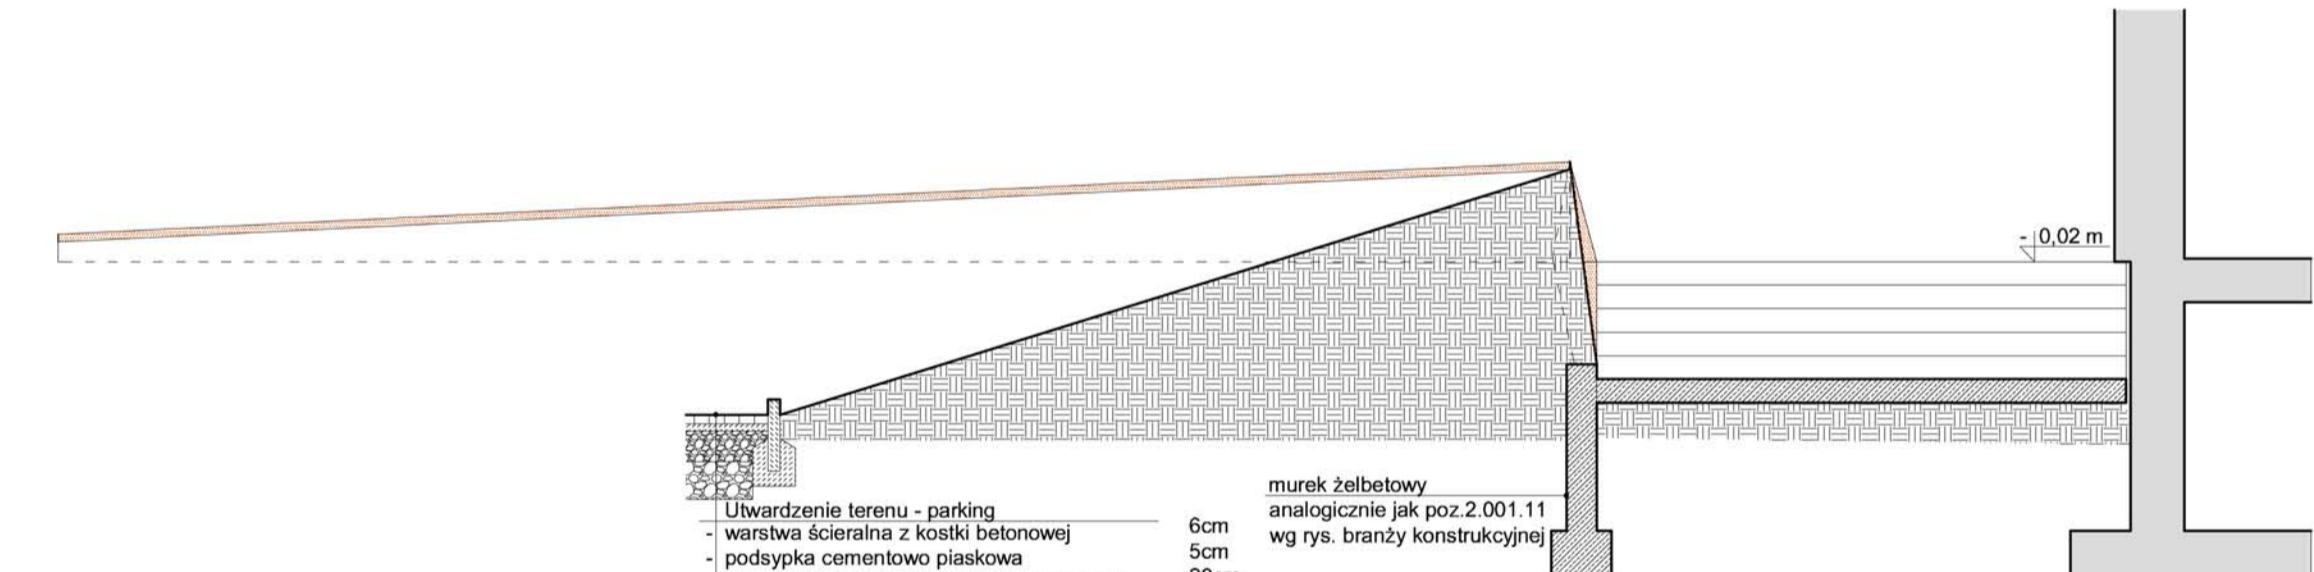 - 0,02 m
Utwardzenie terenu - parking
- warstwa ścieralna z kostki betonowej 6cm
- podsypka cementowo piaskowa 5cm
murek żelbetowy
analogicznie jak poz.2.001.11
wg rys. branży konstrukcyjnej